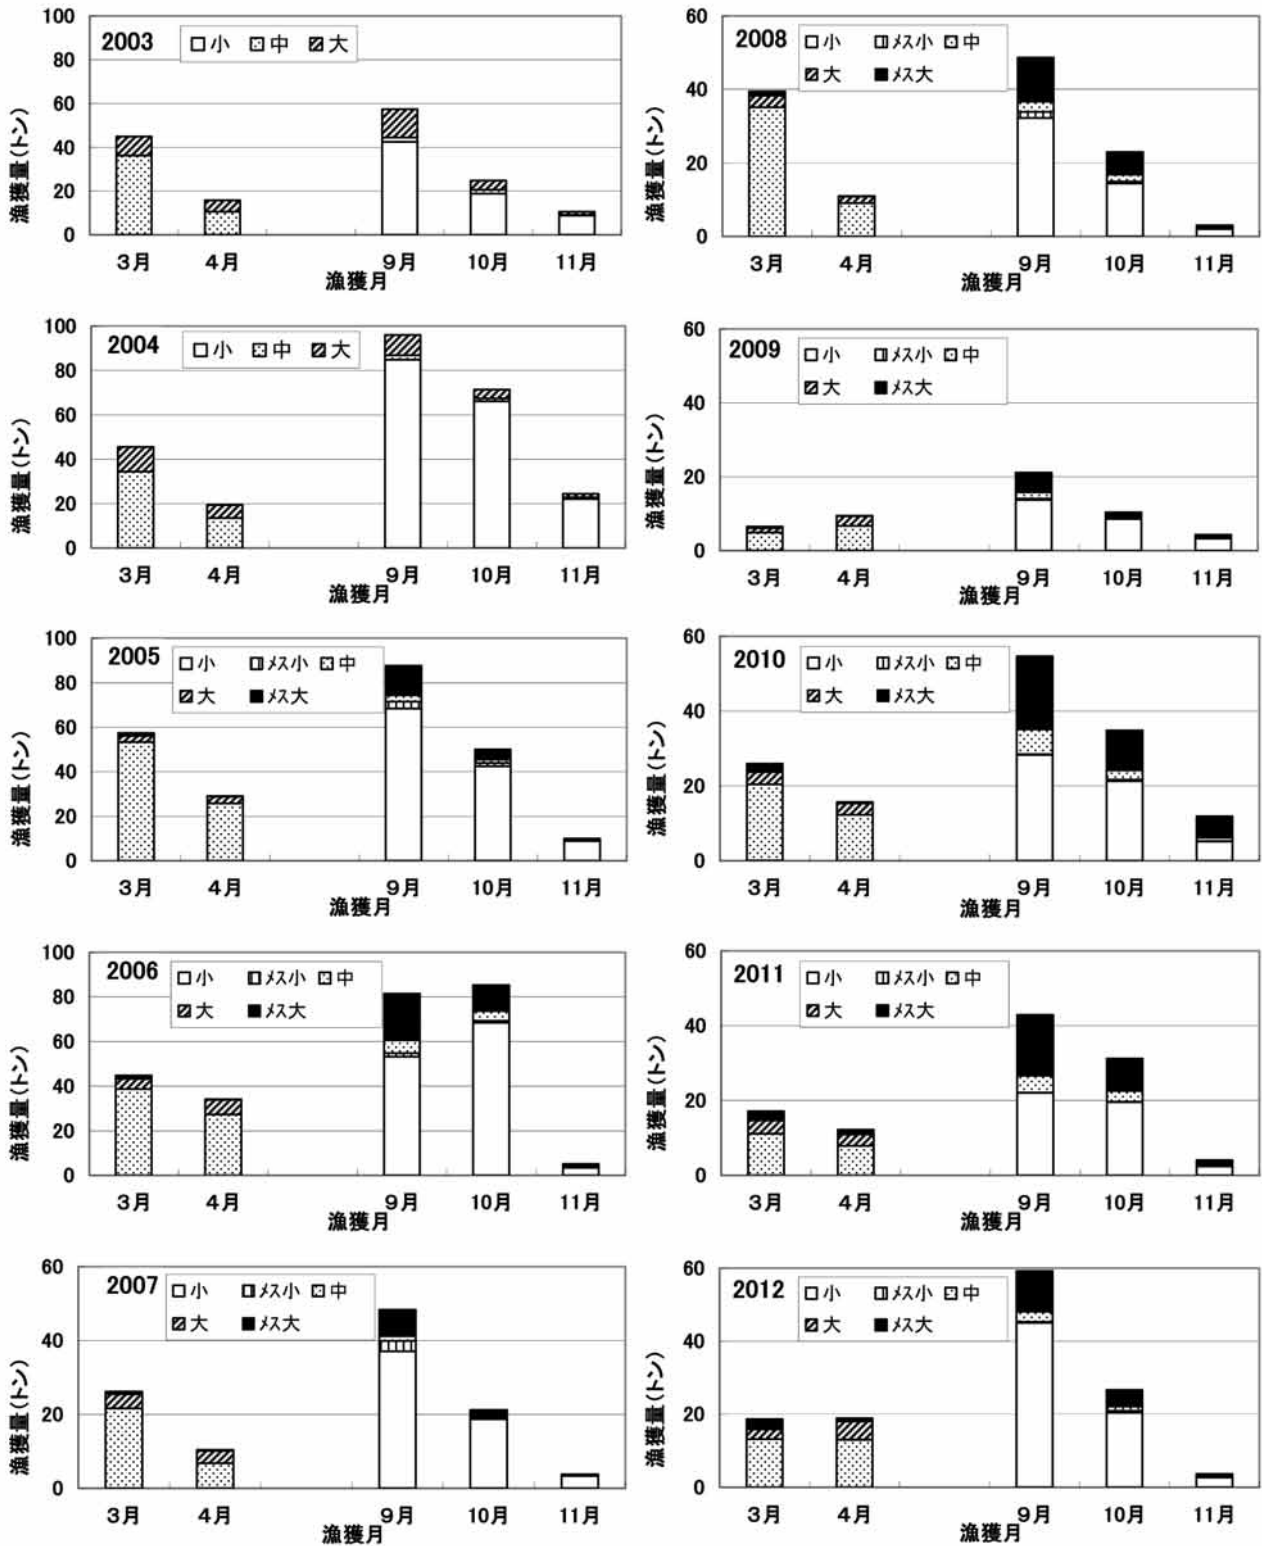 2003
小 中 大
漁獲量(トン)
100
80
60
40
20
0
3月 4月 9月 10月 11月
漁獲月
2004
小 中 大
漁獲量(トン)
100
80
60
40
20
0
3月 4月 9月 10月 11月
漁獲月
2005
小 メス小 中
大 メス大
漁獲量(トン)
100
80
60
40
20
0
3月 4月 9月 10月 11月
漁獲月
2006
小 メス小 中
大 メス大
漁獲量(トン)
100
80
60
40
20
0
3月 4月 9月 10月 11月
漁獲月
2007
小 メス小 中
大 メス大
漁獲量(トン)
60
40
20
0
3月 4月 9月 10月 11月
漁獲月
2008
小 メス小 中
大 メス大
漁獲量(トン)
60
40
20
0
3月 4月 9月 10月 11月
漁獲月
2009
小 メス小 中
大 メス大
漁獲量(トン)
60
40
20
0
3月 4月 9月 10月 11月
漁獲月
2010
小 メス小 中
大 メス大
漁獲量(トン)
60
40
20
0
3月 4月 9月 10月 11月
漁獲月
2011
小 メス小 中
大 メス大
漁獲量(トン)
60
40
20
0
3月 4月 9月 10月 11月
漁獲月
2012
小 メス小 中
大 メス大
漁獲量(トン)
60
40
20
0
3月 4月 9月 10月 11月
漁獲月